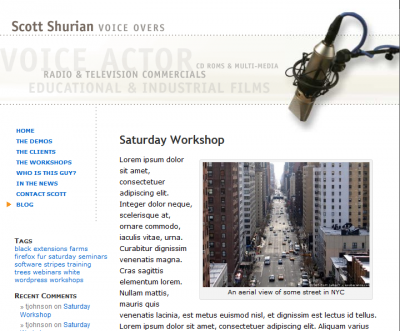 Scott Shurian VOICE OVERS
VOICE ACTOR
CD ROMS & MULTI-MEDIA
RADIO & TELEVISION COMMERCIALS
EDUCATIONAL & INDUSTRIAL FILMS
HOME
THE DEMOS
THE CLIENTS
THE WORKSHOPS
WHO IS THIS GUY?
IN THE NEWS
CONTACT SCOTT
BLOG
TAGS
black extensions farms
firefox fur saturday seminars
software stripes training
trees webinars white
wordpress workshops
RECENT COMMENTS
» tjohnson on Saturday
Workshop
» tjohnson on Saturday
Workshop
Saturday Workshop
Lorem ipsum dolor
sit amet,
consectetuer
adipiscing elit.
Integer dolor neque,
scelerisque at,
ornare commodo,
iaculis vitae, urna.
Curabitur dignissim
venenatis magna.
Cras sagittis
elementum lorem.
Nullam mattis,
mauris quis
An aerial view of some street in NYC
venenatis lacinia, est metus euismod nisl, et dignissim est lectus id tellus.
Lorem ipsum dolor sit amet, consectetuer adipiscing elit. Aliquam varius